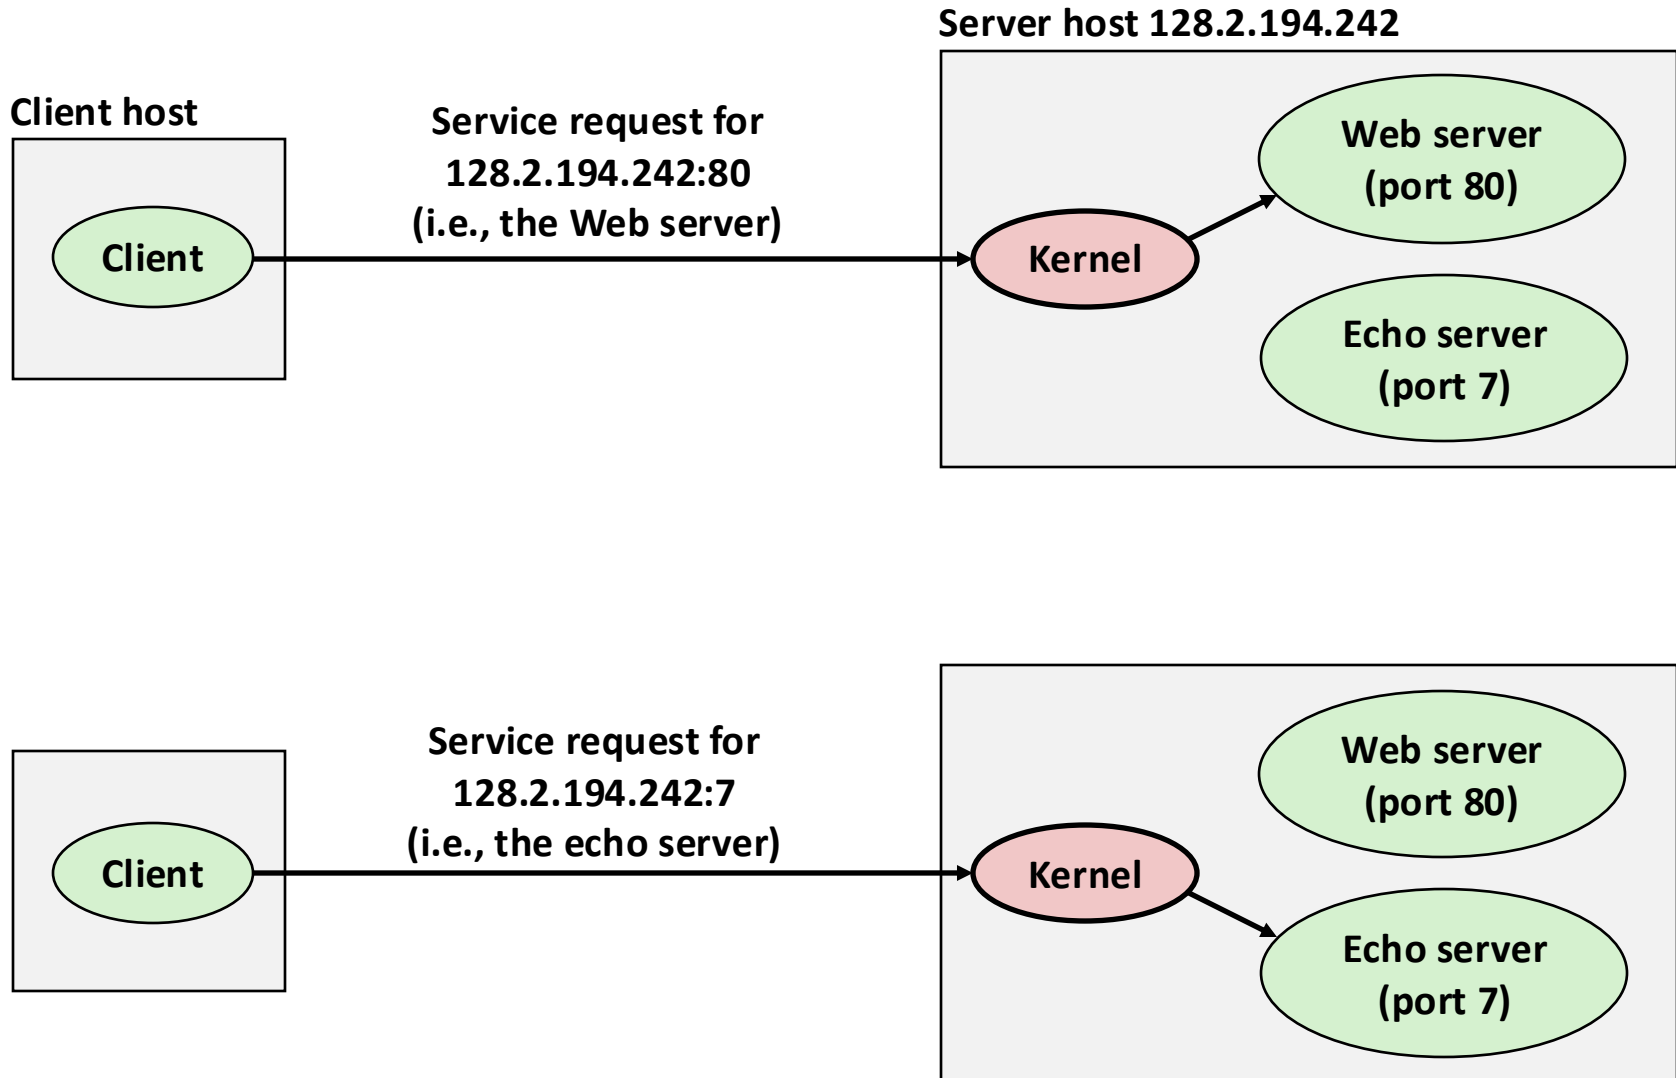 Server host 128.2.194.242
Client host
Service request for
128.2.194.242:80
(i.e., the Web server)
Client
Kernel
Web server
(port 80)
Echo server
(port 7)
Service request for
128.2.194.242:7
(i.e., the echo server)
Client
Kernel
Web server
(port 80)
Echo server
(port 7)